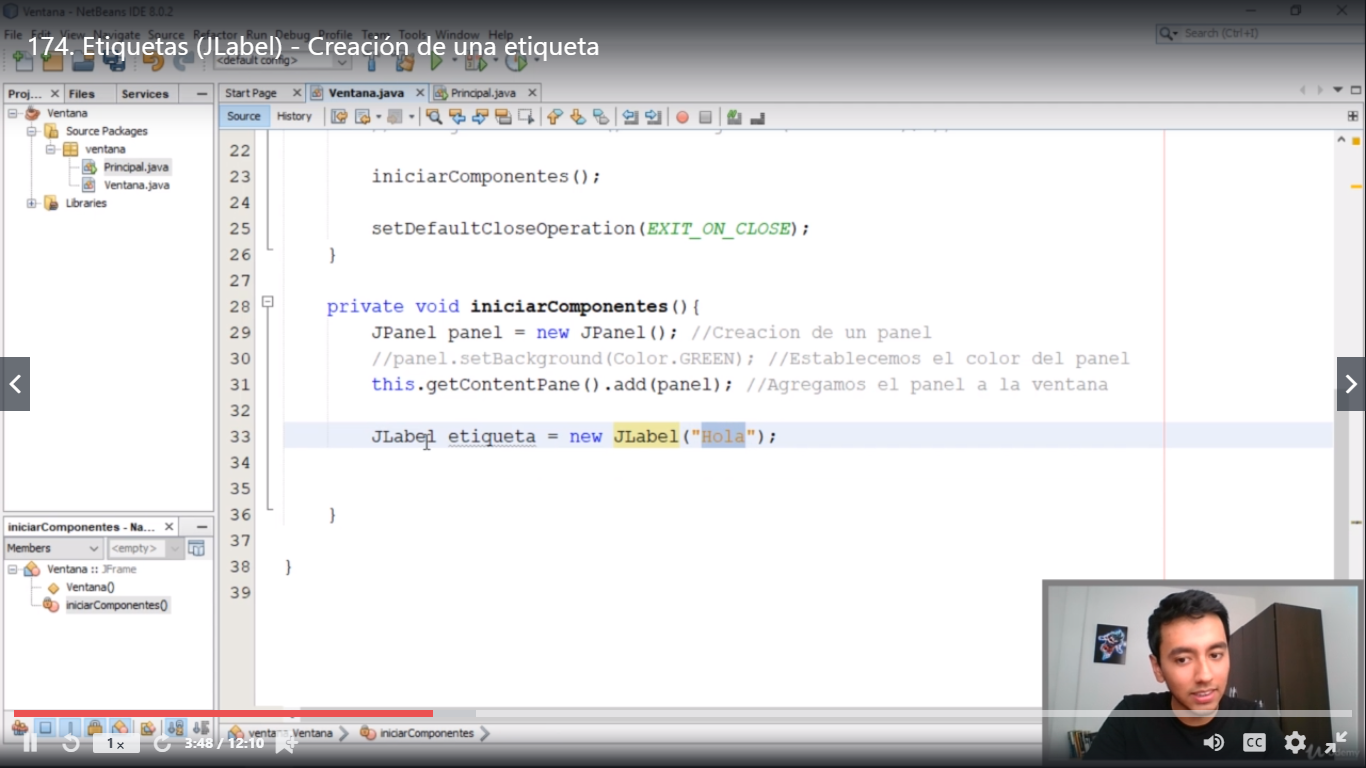 Ventana - NetBeans IDE 8.0.2
File Edit View Navigate Source Refactor Run Debug Profile Team Tools Window Help
Search (Ctrl+I)
174. Etiquetas (JLabel) - Creación de una etiqueta
<default config>
Proj... Files Services
Start Page Ventana.java Principal.java
Source History
Ventana
Source Packages
ventana
Principal.java
Ventana.java
Libraries
22
23 iniciarComponentes();
24
25 setDefaultCloseOperation(EXIT_ON_CLOSE);
26 }
27
28 private void iniciarComponentes(){
29 JPanel panel = new JPanel(); //Creacion de un panel
30 //panel.setBackground(Color.GREEN); //Establecemos el color del panel
31 this.getContentPane().add(panel); //Agregamos el panel a la ventana
32
33 JLabel etiqueta = new JLabel("Hola");
34
35
36 }
37
38 }
39
iniciarComponentes - Na...
Members <empty>
Ventana :: JFrame
Ventana()
iniciarComponentes()
ventana.Ventana iniciarComponentes
1x 3:48 / 12:10 CC